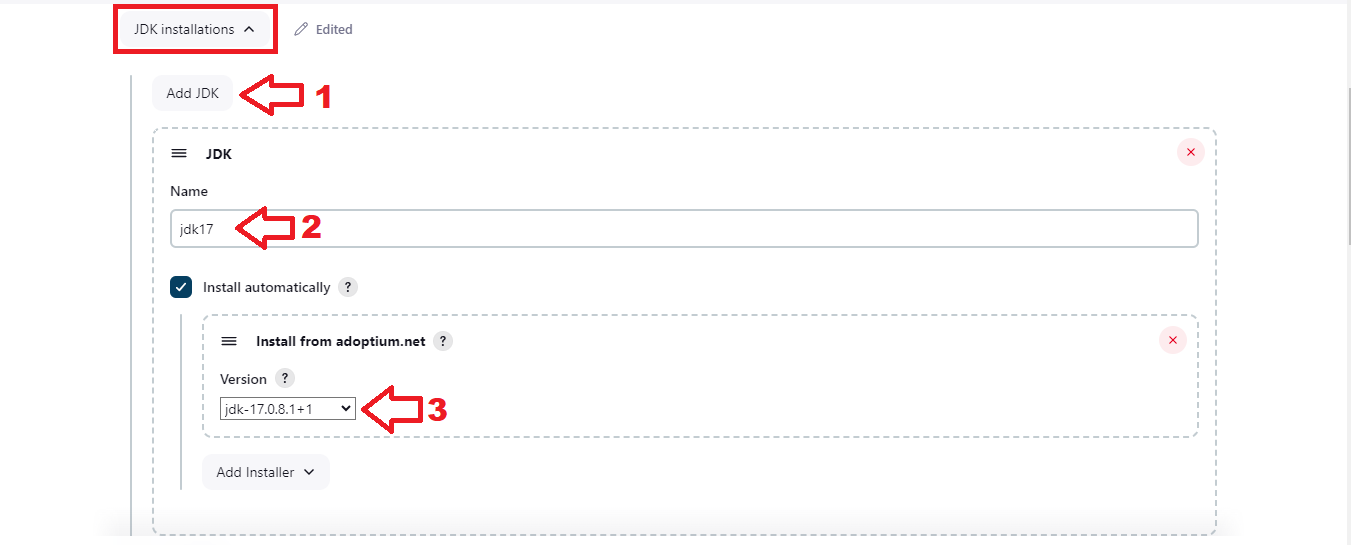 JDK installations
Edited
Add JDK
1
JDK
Name
jdk17
2
Install automatically ?
Install from adoptium.net ?
Version ?
jdk-17.0.8.1+1
3
Add Installer